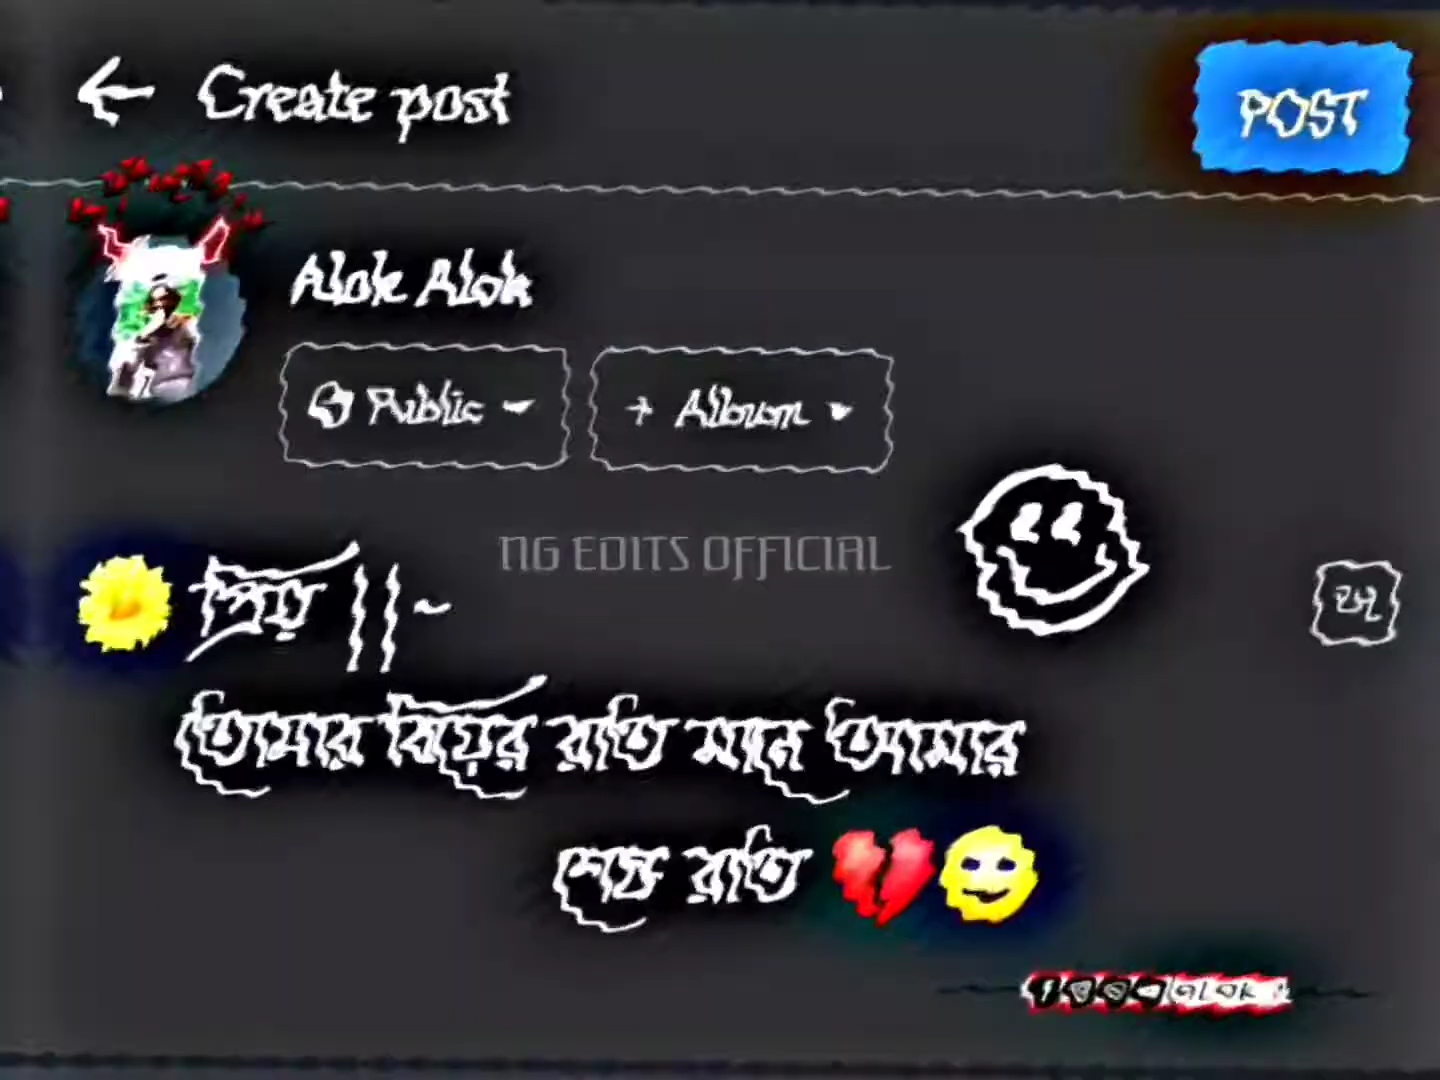 Create post
POST
Alok Alok
Public
+ Album
NG EDITS OFFICIAL
প্রিয় ||~
তোমার বিয়ের রাত মানে আমার
শেষ রাত 💔🙂